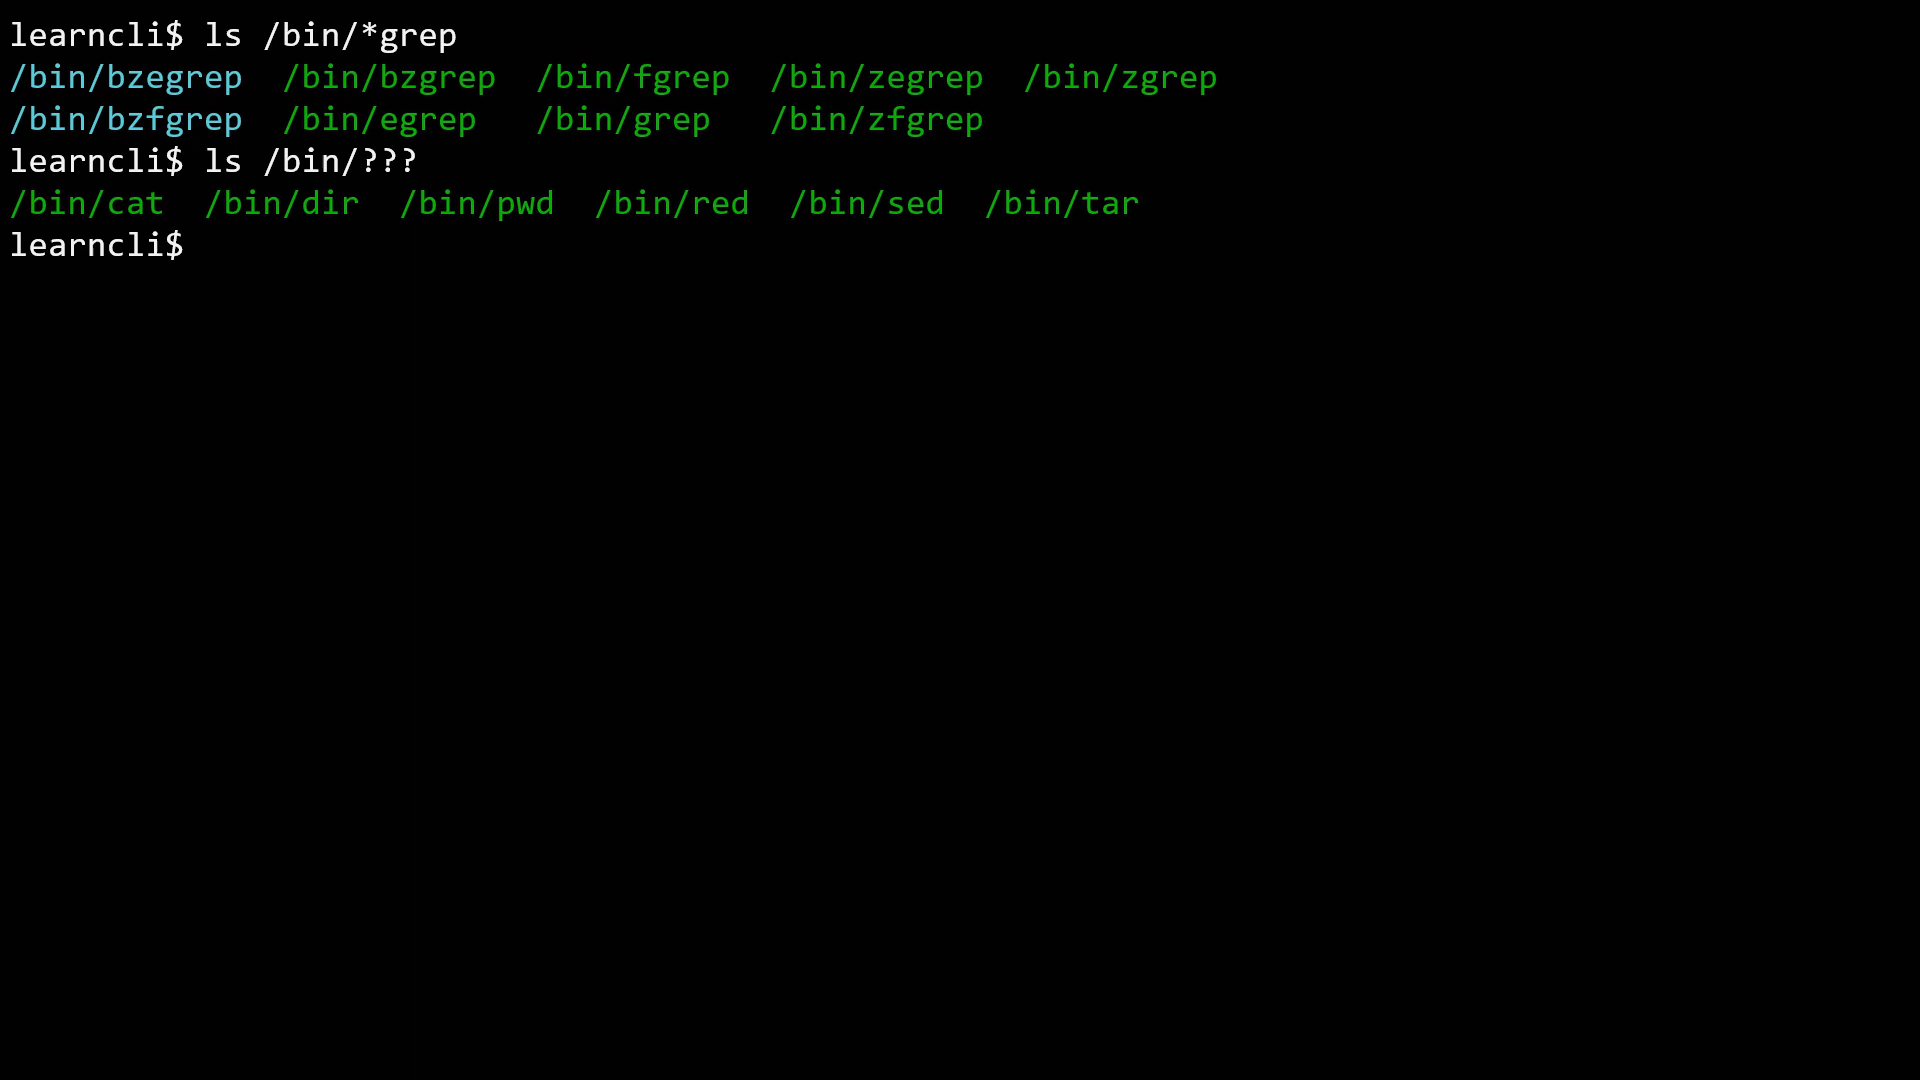 learncli$ ls /bin/*grep
/bin/bzegrep  /bin/bzgrep  /bin/fgrep  /bin/zegrep  /bin/zgrep
/bin/bzfgrep  /bin/egrep   /bin/grep   /bin/zfgrep
learncli$ ls /bin/???
/bin/cat  /bin/dir  /bin/pwd  /bin/red  /bin/sed  /bin/tar
learncli$